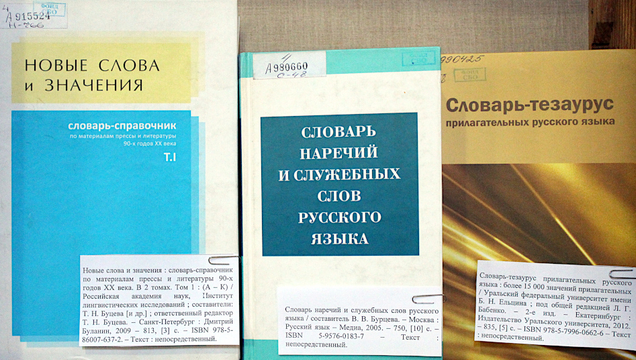 4
А 915524
Н-766
НОВЫЕ СЛОВА
и ЗНАЧЕНИЯ
словарь-справочник
по материалам прессы и литературы
90-х годов XX века
Т.I
Новые слова и значения : словарь-справочник
по материалам прессы и литературы 90-х
годов XX века. В 2 томах. Том 1 : (А – К) /
Российская академия наук, Институт
лингвистических исследований ; составители:
Т. Н. Буцева [и др.] ; ответственный редактор
Т. Н. Буцева. – Санкт-Петербург : Дмитрий
Буланин, 2009 – 813, [3] с. – ISBN 978-5-
86007-637-2. - Текст : непосредственный.
4
А 980660
С-48
СЛОВАРЬ
НАРЕЧИЙ
И СЛУЖЕБНЫХ
СЛОВ
РУССКОГО
ЯЗЫКА
Словарь наречий и служебных слов русского
языка / составитель В. В. Бурцева. – Москва :
Русский язык – Медиа, 2005. – 750, [10] с. –
ISBN 5-9576-0183-7 – Текст :
непосредственный.
990425
Словарь-тезаурус
прилагательных русского языка
Словарь-тезаурус прилагательных русского
языка : более 15 000 значений прилагательных
/ Уральский федеральный университет имени
Б. Н. Ельцина ; под общей редакцией Л. Г.
Бабенко. – 2-е изд. – Екатеринбург :
Издательство Уральского университета, 2012.
– 835, [5] с. – ISBN 978-5-7996-0662-6 – Текст
: непосредственный.